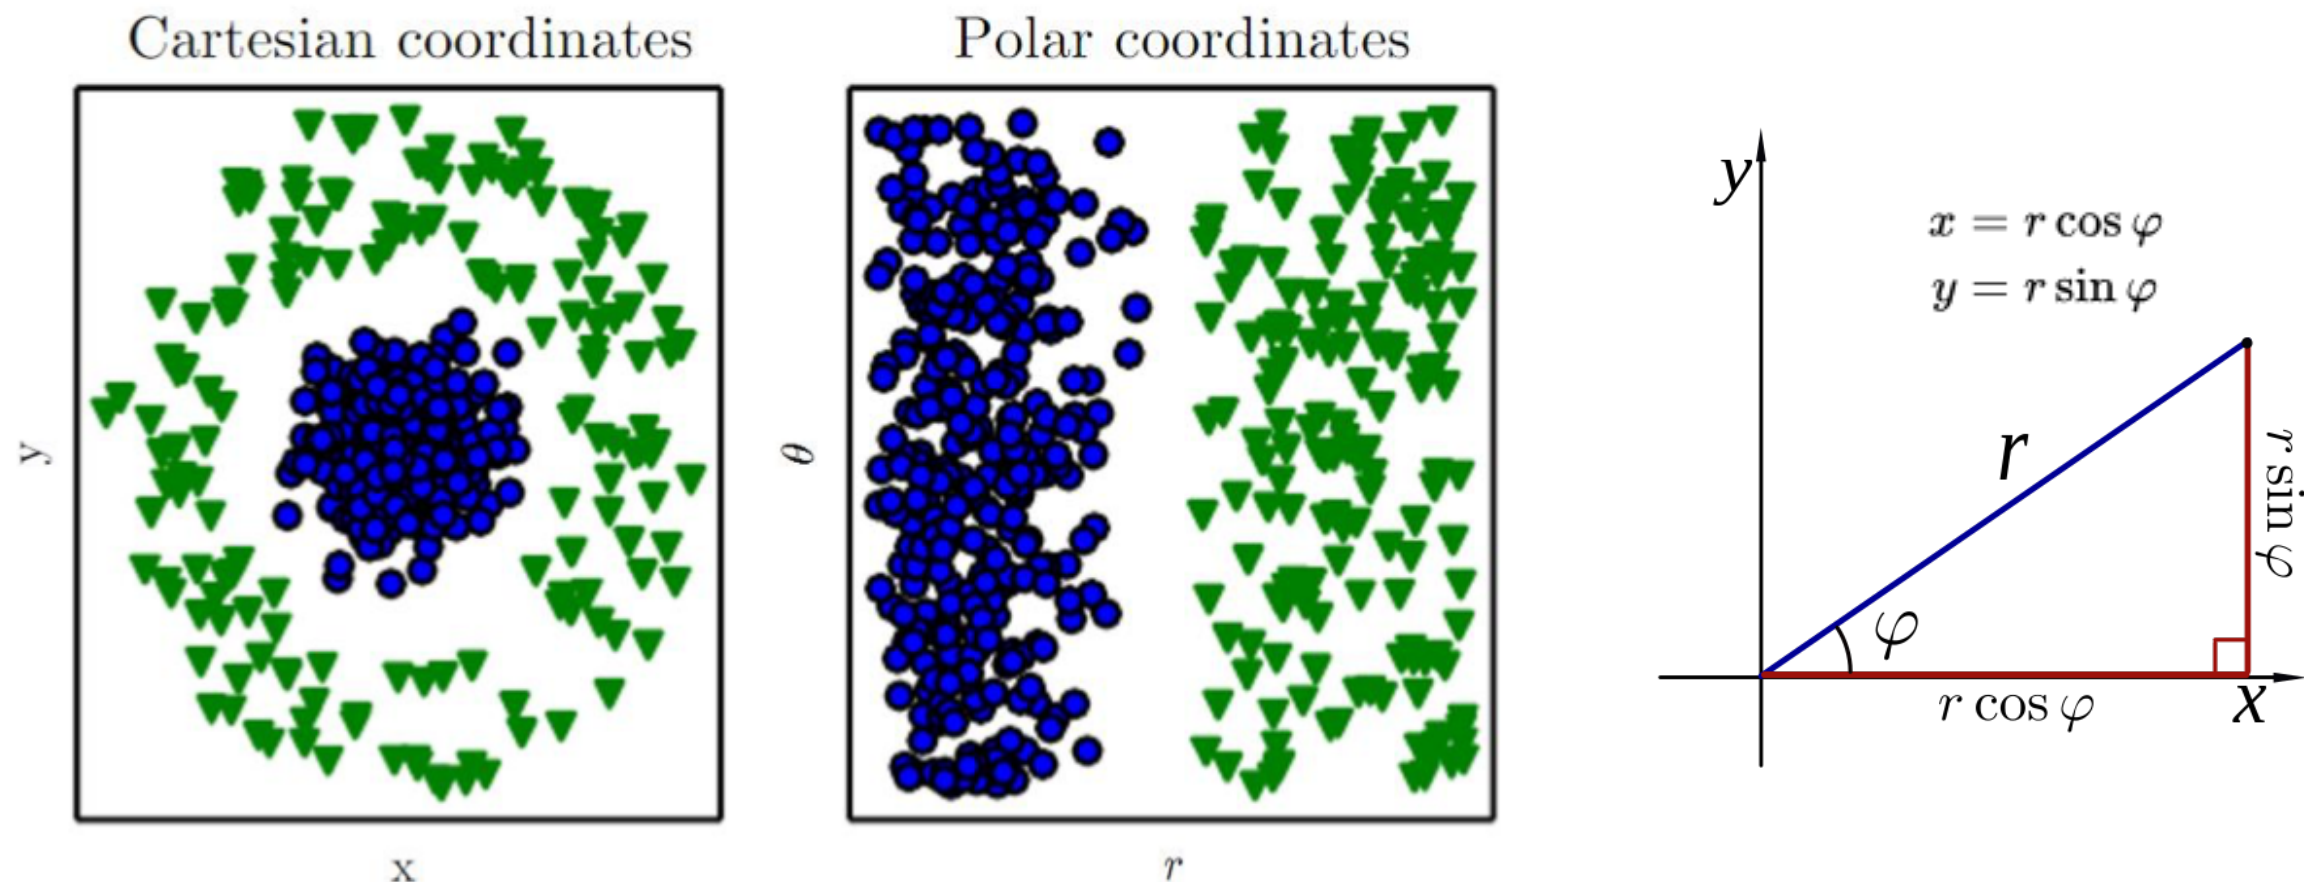 Cartesian coordinates
y
x
Polar coordinates
θ
r
y
x = r cos φ
y = r sin φ
r
φ
r sin φ
r cos φ
x